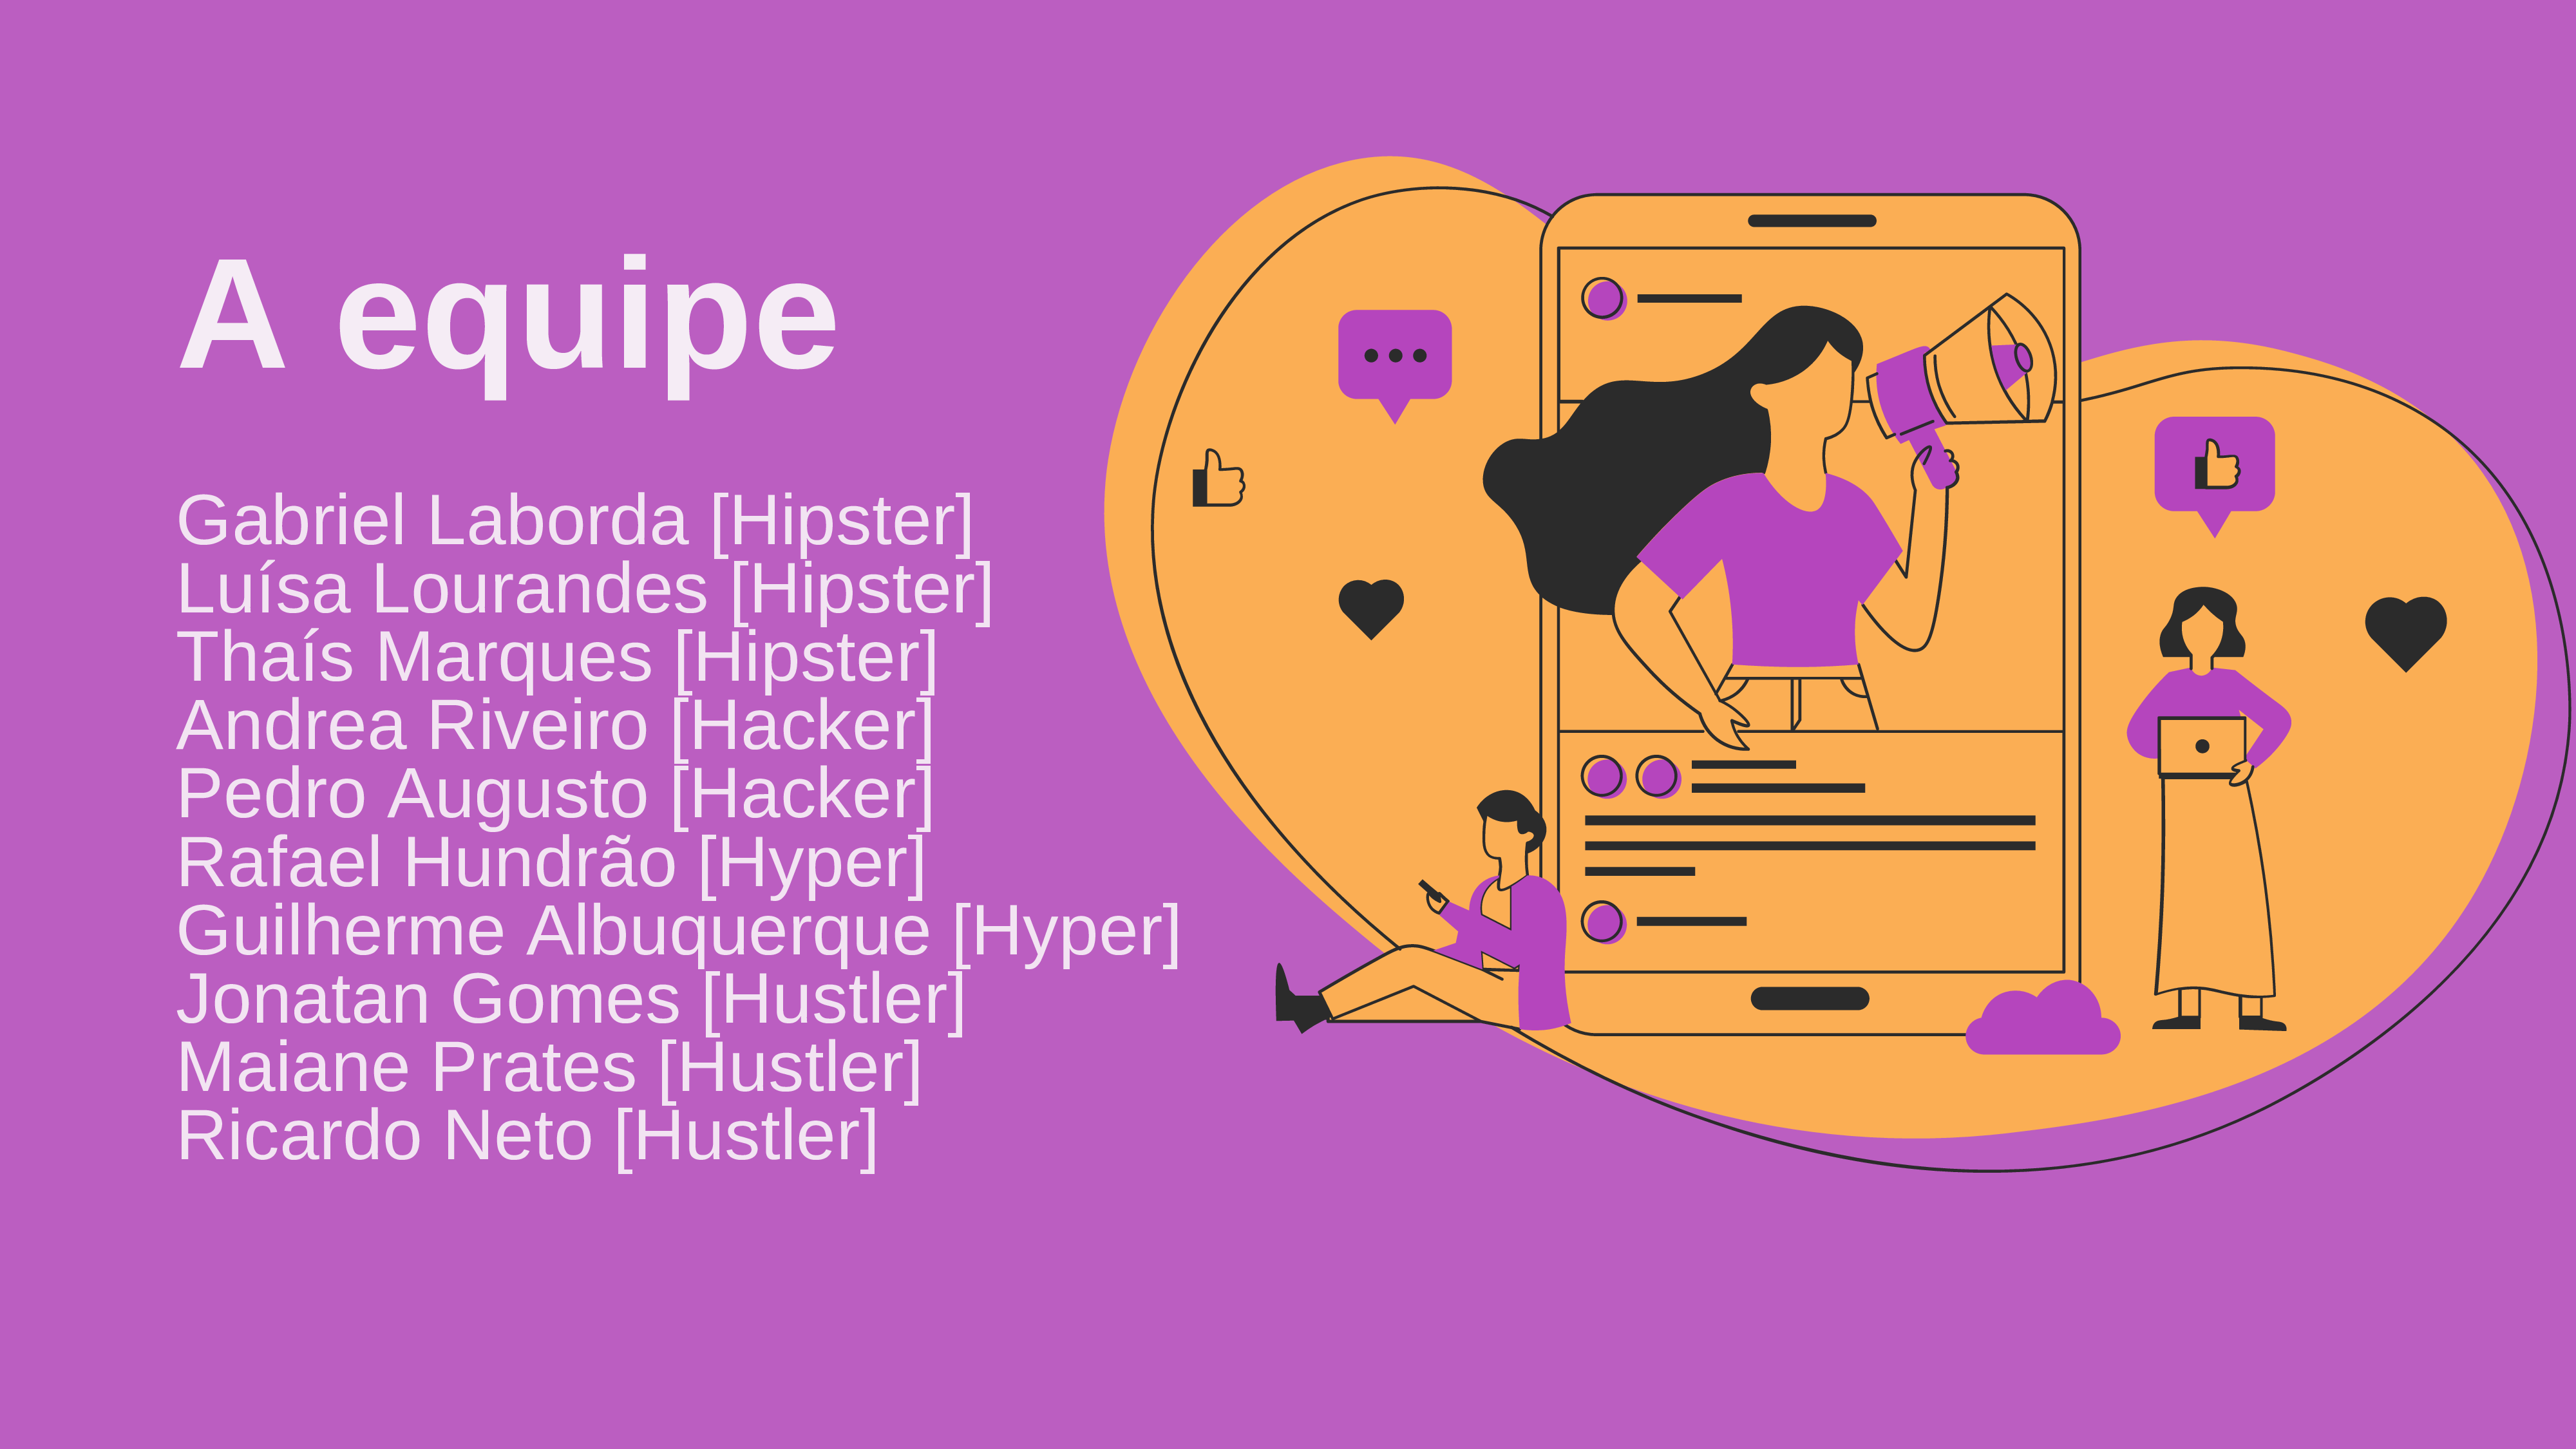 A equipe
Gabriel Laborda [Hipster]
Luísa Lourandes [Hipster]
Thaís Marques [Hipster]
Andrea Riveiro [Hacker]
Pedro Augusto [Hacker]
Rafael Hundrão [Hyper]
Guilherme Albuquerque [Hyper]
Jonatan Gomes [Hustler]
Maiane Prates [Hustler]
Ricardo Neto [Hustler]